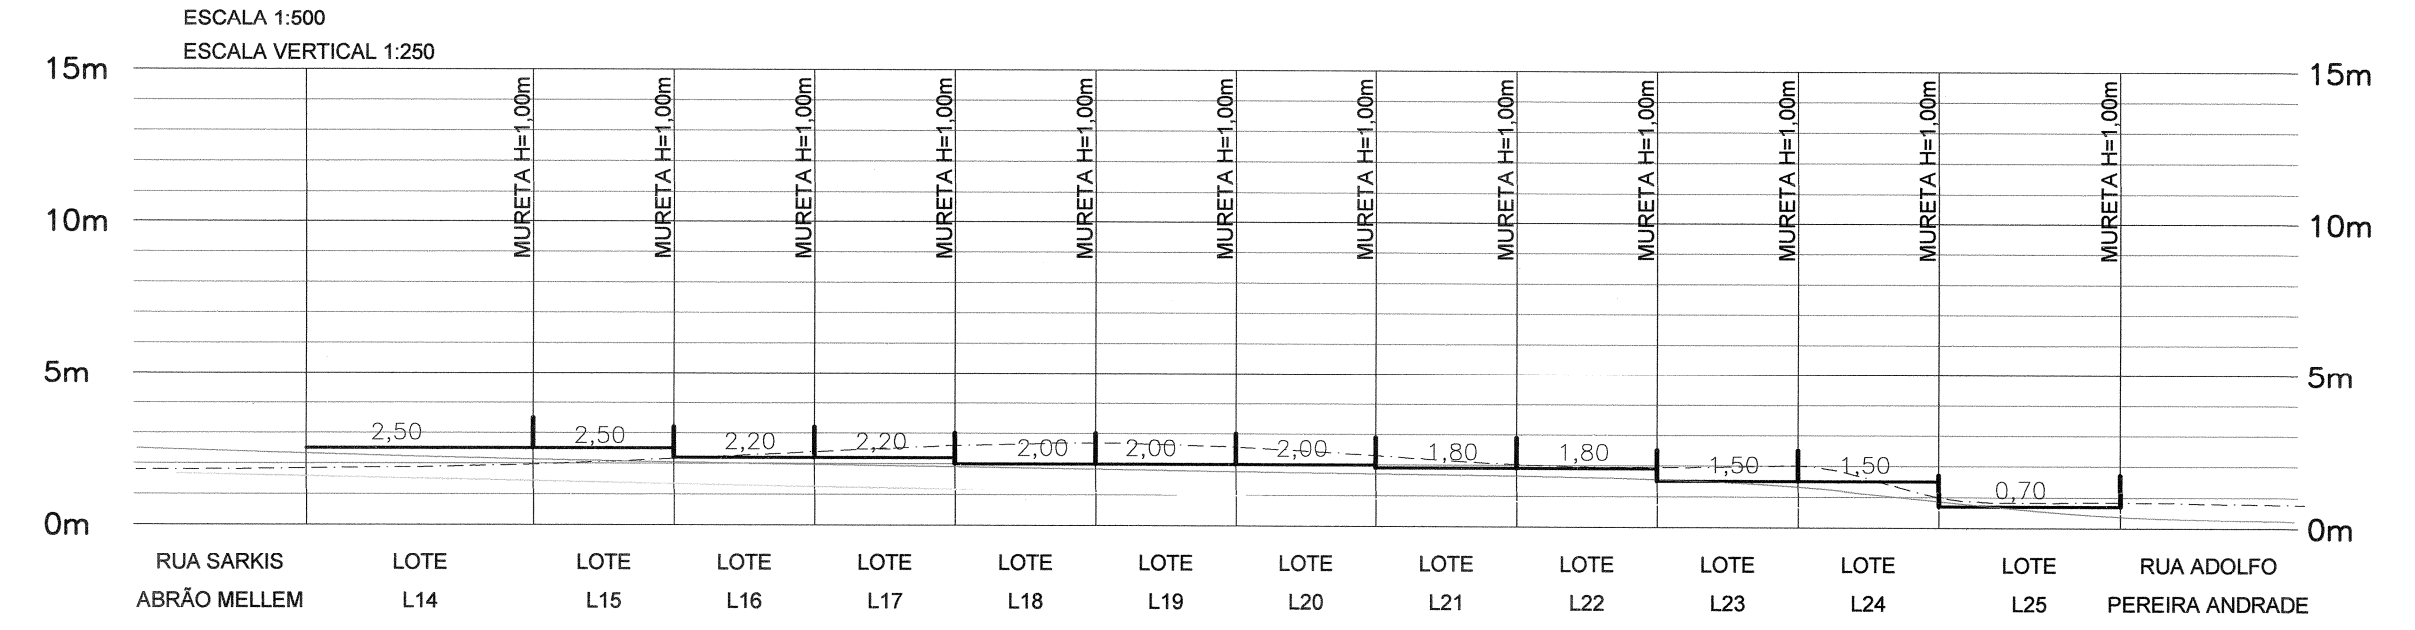 ESCALA 1:500
ESCALA VERTICAL 1:250
15m
15m
MURETA H=1,00m
MURETA H=1,00m
MURETA H=1,00m
MURETA H=1,00m
MURETA H=1,00m
MURETA H=1,00m
MURETA H=1,00m
MURETA H=1,00m
MURETA H=1,00m
MURETA H=1,00m
MURETA H=1,00m
MURETA H=1,00m
10m
10m
5m
5m
2,50
2,50
2,20
2,20
2,00
2,00
2,00
1,80
1,80
1,50
1,50
0,70
0m
0m
RUA SARKIS
ABRÃO MELLEM
LOTE
L14
LOTE
L15
LOTE
L16
LOTE
L17
LOTE
L18
LOTE
L19
LOTE
L20
LOTE
L21
LOTE
L22
LOTE
L23
LOTE
L24
LOTE
L25
RUA ADOLFO
PEREIRA ANDRADE